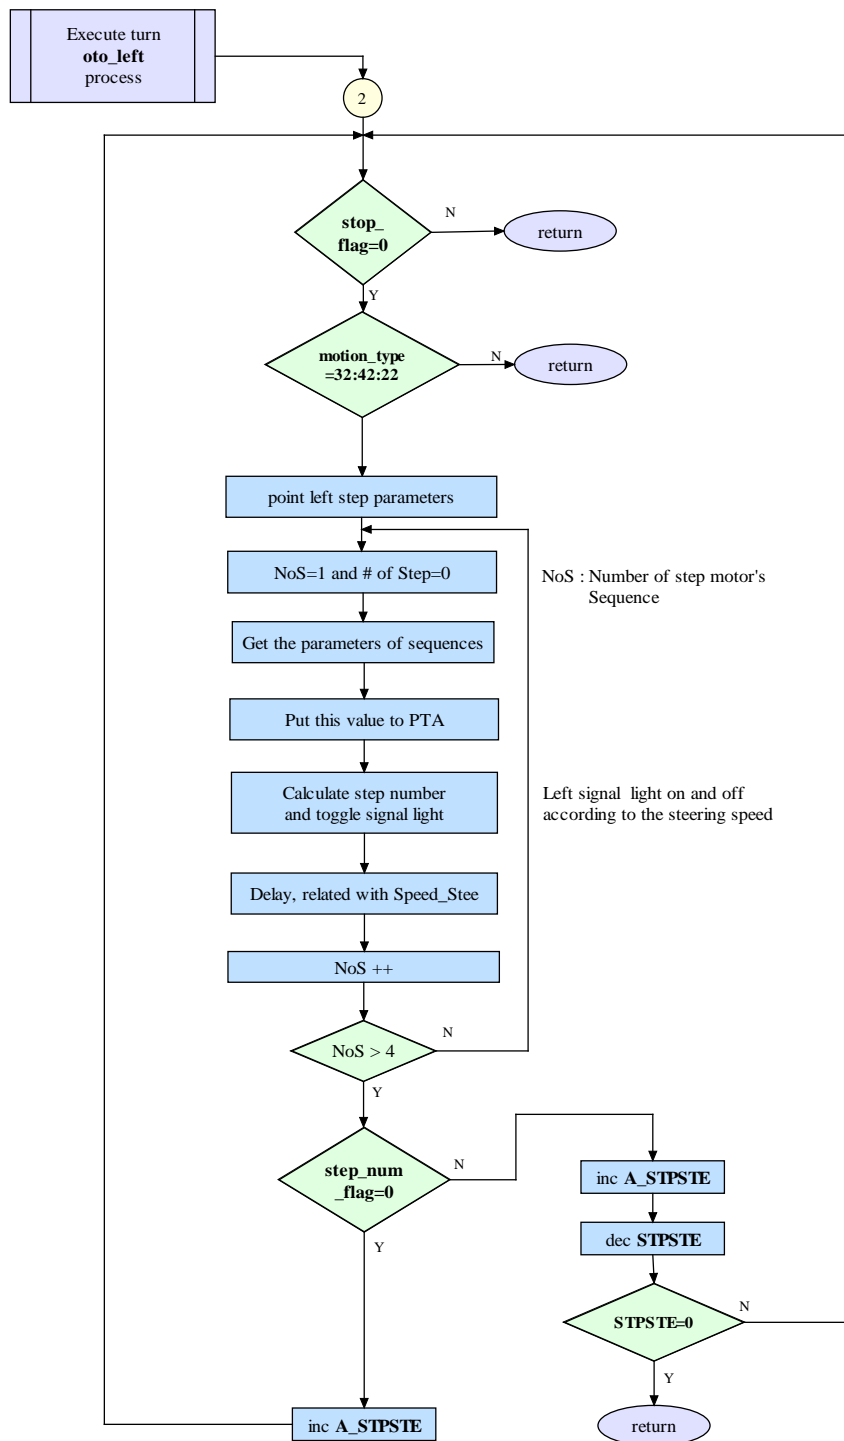 Execute turn
oto_left
process
2
stop_
flag=0
N
return
Y
motion_type
=32:42:22
N
return
point left step parameters
NoS=1 and # of Step=0
NoS : Number of step motor's
Sequence
Get the parameters of sequences
Put this value to PTA
Calculate step number
and toggle signal light
Left signal light on and off
according to the steering speed
Delay, related with Speed_Stee
NoS ++
NoS > 4
N
Y
step_num
_flag=0
N
inc A_STPSTE
dec STPSTE
Y
STPSTE=0
N
Y
inc A_STPSTE
return